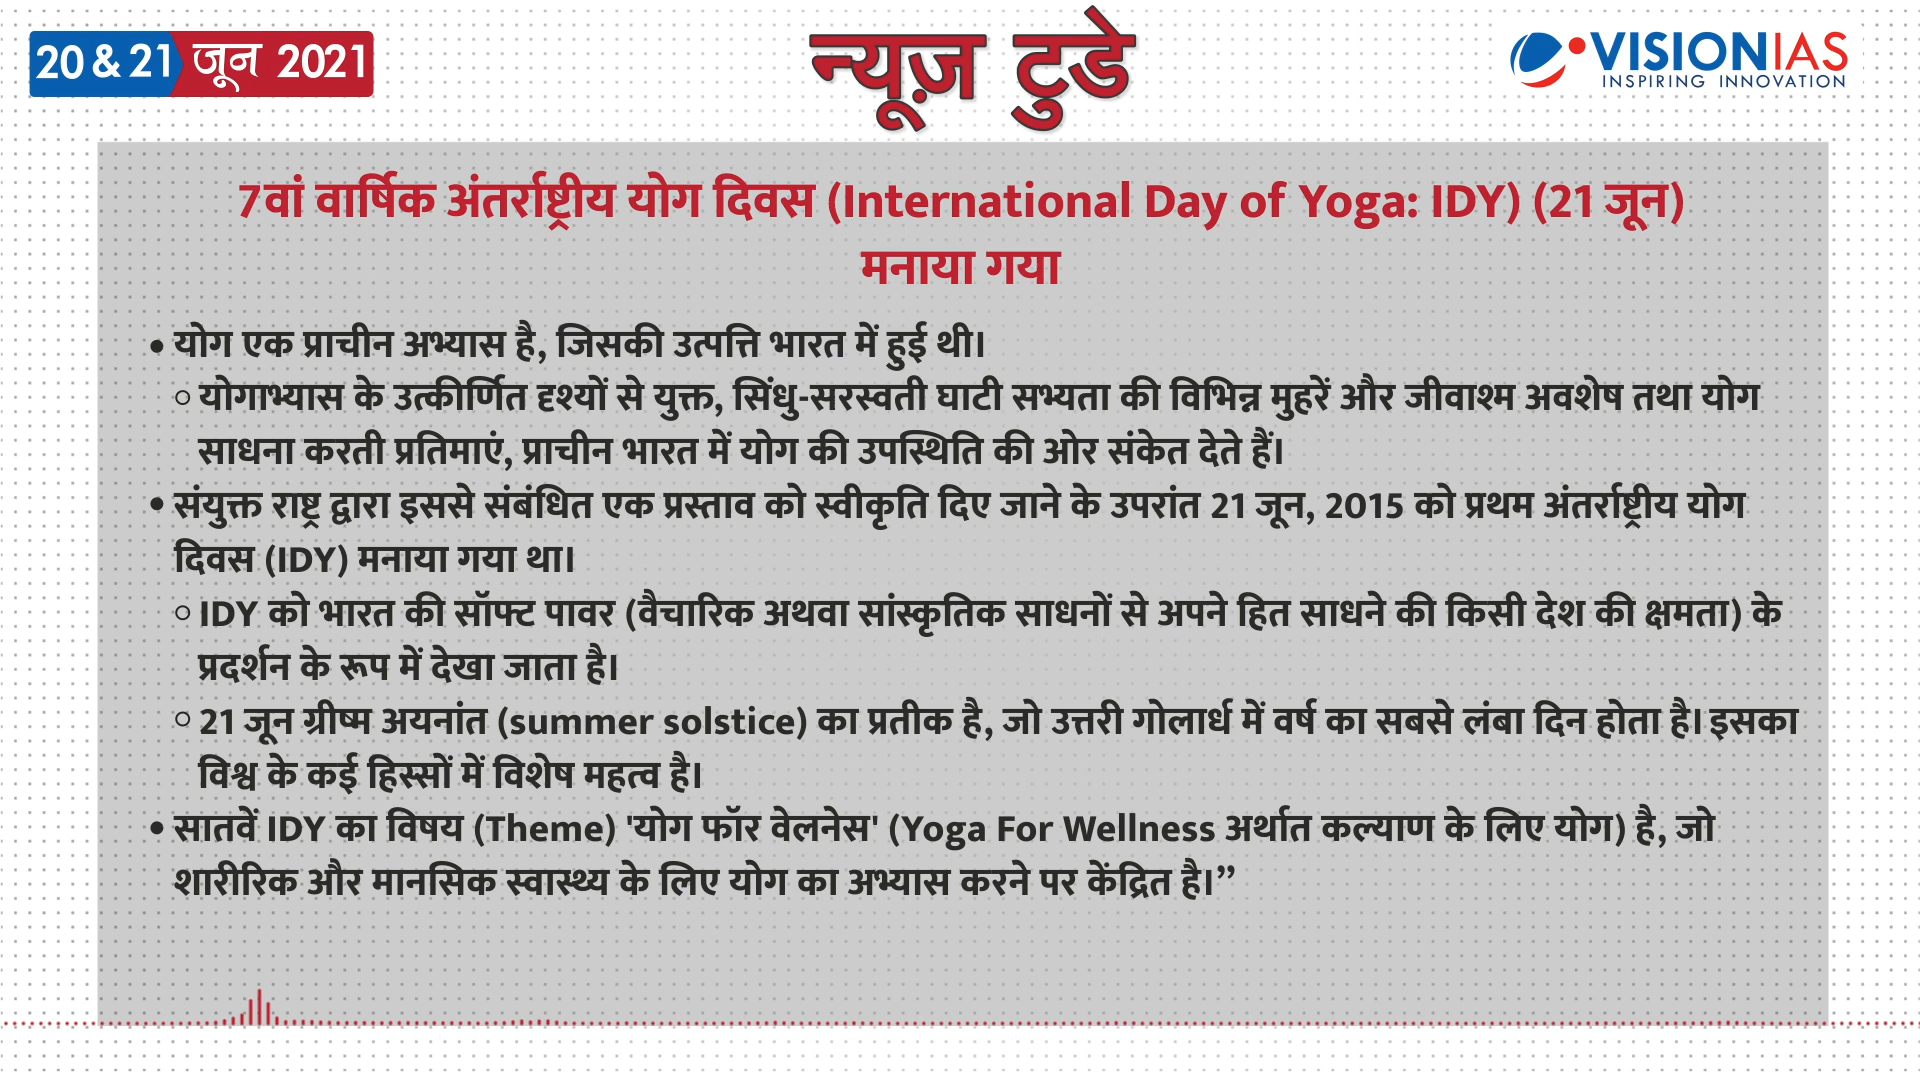 20 & 21 जून 2021
न्यूज़ टुडे
VISIONIAS
INSPIRING INNOVATION
7वां वार्षिक अंतर्राष्ट्रीय योग दिवस (International Day of Yoga: IDY) (21 जून)
मनाया गया
• योग एक प्राचीन अभ्यास है, जिसकी उत्पत्ति भारत में हुई थी।
○ योगाभ्यास के उत्कीर्णित दृश्यों से युक्त, सिंधु-सरस्वती घाटी सभ्यता की विभिन्न मुहरें और जीवाश्म अवशेष तथा योग
साधना करती प्रतिमाएं, प्राचीन भारत में योग की उपस्थिति की ओर संकेत देते हैं।
• संयुक्त राष्ट्र द्वारा इससे संबंधित एक प्रस्ताव को स्वीकृति दिए जाने के उपरांत 21 जून, 2015 को प्रथम अंतर्राष्ट्रीय योग
दिवस (IDY) मनाया गया था।
○ IDY को भारत की सॉफ्ट पावर (वैचारिक अथवा सांस्कृतिक साधनों से अपने हित साधने की किसी देश की क्षमता) के
प्रदर्शन के रूप में देखा जाता है।
○ 21 जून ग्रीष्म अयनांत (summer solstice) का प्रतीक है, जो उत्तरी गोलार्ध में वर्ष का सबसे लंबा दिन होता है। इसका
विश्व के कई हिस्सों में विशेष महत्व है।
• सातवें IDY का विषय (Theme) 'योग फॉर वेलनेस' (Yoga For Wellness अर्थात कल्याण के लिए योग) है, जो
शारीरिक और मानसिक स्वास्थ्य के लिए योग का अभ्यास करने पर केंद्रित है।”